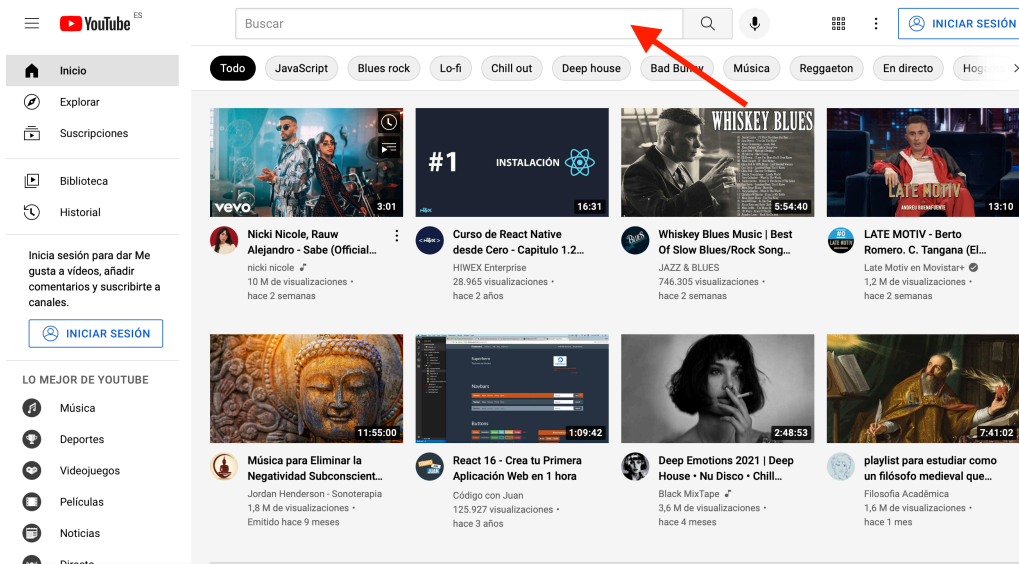 YouTube ES
Buscar
INICIAR SESIÓN
Inicio
Explorar
Suscripciones
Biblioteca
Historial
Inicia sesión para dar Me
gusta a vídeos, añadir
comentarios y suscribirte a
canales.
INICIAR SESIÓN
LO MEJOR DE YOUTUBE
Música
Deportes
Videojuegos
Películas
Noticias
Directo
Todo
JavaScript
Blues rock
Lo-fi
Chill out
Deep house
Bad Bunny
Música
Reggaeton
En directo
vevo
3:01
Nicki Nicole, Rauw
Alejandro - Sabe (Official...
nicki nicole
10 M de visualizaciones •
hace 2 semanas
#1
INSTALACIÓN
16:31
Curso de React Native
desde Cero - Capitulo 1.2...
HIWEX Enterprise
28.965 visualizaciones •
hace 2 años
WHISKEY BLUES
5:54:40
Whiskey Blues Music | Best
Of Slow Blues/Rock Song...
JAZZ & BLUES
746.305 visualizaciones •
hace 2 semanas
LATE MOTIV
ANDREU BUENAFUENTE
13:10
LATE MOTIV - Berto
Romero. C. Tangana (El...
Late Motiv en Movistar+
1,2 M de visualizaciones •
hace 2 semanas
11:55:00
Música para Eliminar la
Negatividad Subconscient...
Jordan Henderson - Sonoterapia
1,8 M de visualizaciones •
Emitido hace 9 meses
Superhero
Navbars
Buttons
1:09:42
React 16 - Crea tu Primera
Aplicación Web en 1 hora
Código con Juan
125.927 visualizaciones •
hace 3 años
2:48:53
Deep Emotions 2021 | Deep
House • Nu Disco • Chill...
Black MixTape
3,6 M de visualizaciones •
hace 4 meses
7:41:02
playlist para estudiar como
un filósofo medieval que...
Filosofia Acadêmica
1,6 M de visualizaciones •
hace 1 mes